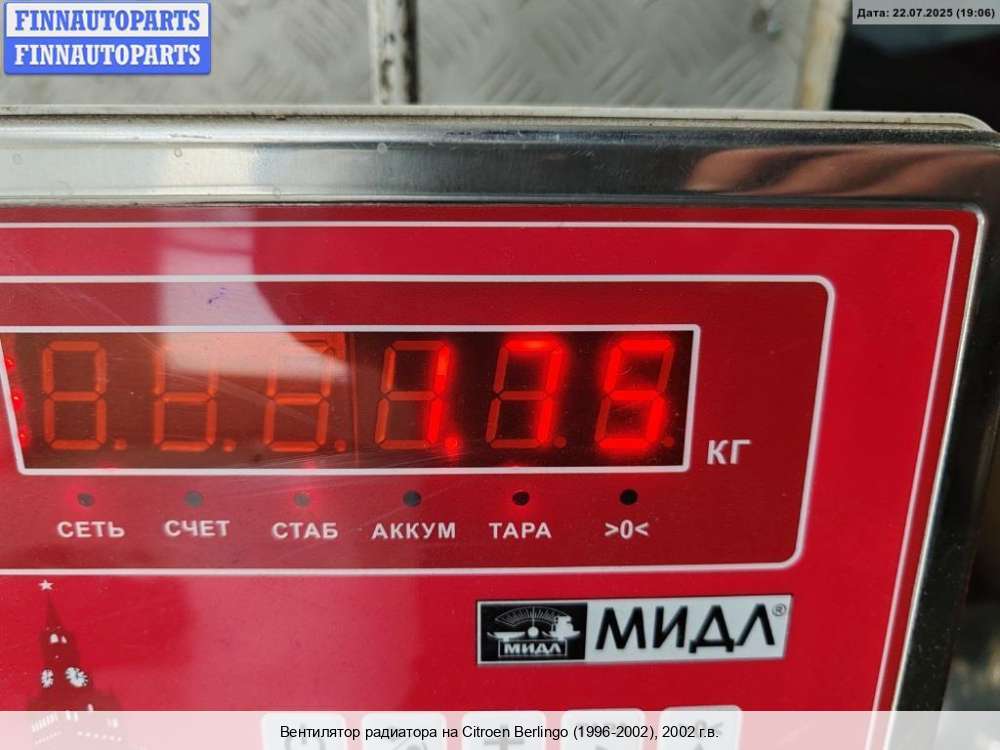 FINNAUTOPARTS
FINNAUTOPARTS
Дата: 22.07.2025 (19:06)
1.75
КГ
СЕТЬ СЧЕТ СТАБ АККУМ ТАРА >0<
МИДЛ МИДЛ®
Вентилятор радиатора на Citroen Berlingo (1996-2002), 2002 г.в.